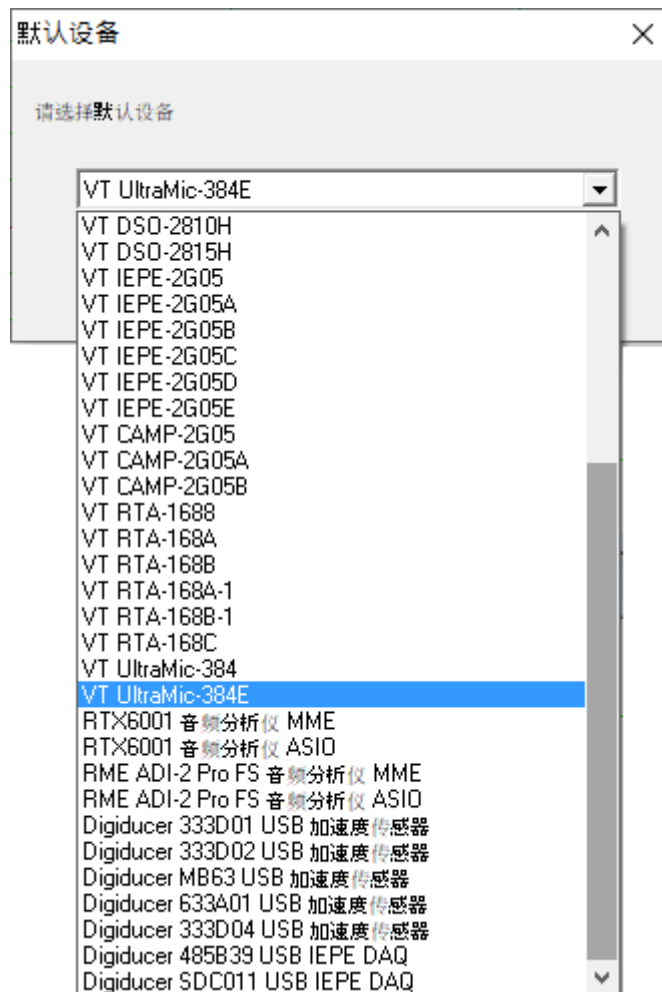 默认设备
请选择默认设备
VT UltraMic-384E
VT DSO-2810H
VT DSO-2815H
VT IEPE-2G05
VT IEPE-2G05A
VT IEPE-2G05B
VT IEPE-2G05C
VT IEPE-2G05D
VT IEPE-2G05E
VT CAMP-2G05
VT CAMP-2G05A
VT CAMP-2G05B
VT RTA-168B
VT RTA-168A
VT RTA-168B
VT RTA-168A-1
VT RTA-168B-1
VT RTA-168C
VT UltraMic-384
VT UltraMic-384E
RTX6001 音频分析仪 MME
RTX6001 音频分析仪 ASIO
RME ADI-2 Pro FS 音频分析仪 MME
RME ADI-2 Pro FS 音频分析仪 ASIO
Digiducer 333D01 USB 加速度传感器
Digiducer 333D02 USB 加速度传感器
Digiducer MB63 USB 加速度传感器
Digiducer 633A01 USB 加速度传感器
Digiducer 333D04 USB 加速度传感器
Digiducer 485B39 USB IEPE DAQ
Digiducer SDC011 USB IEPE DAQ